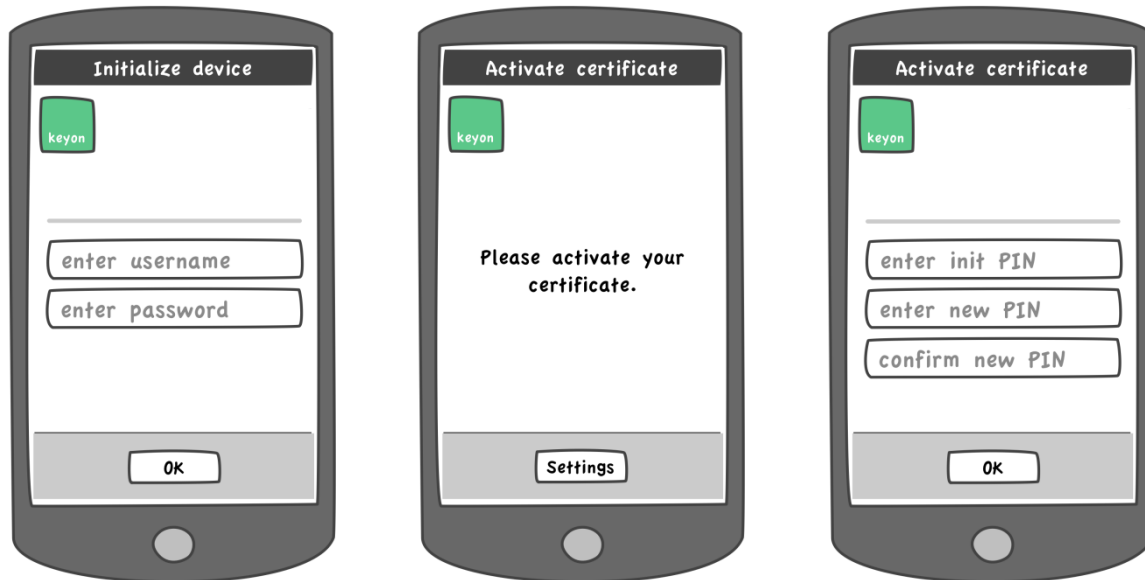 Initialize device
keyon
enter username
enter password
OK
Activate certificate
keyon
Please activate your
certificate.
Settings
Activate certificate
keyon
enter init PIN
enter new PIN
confirm new PIN
OK